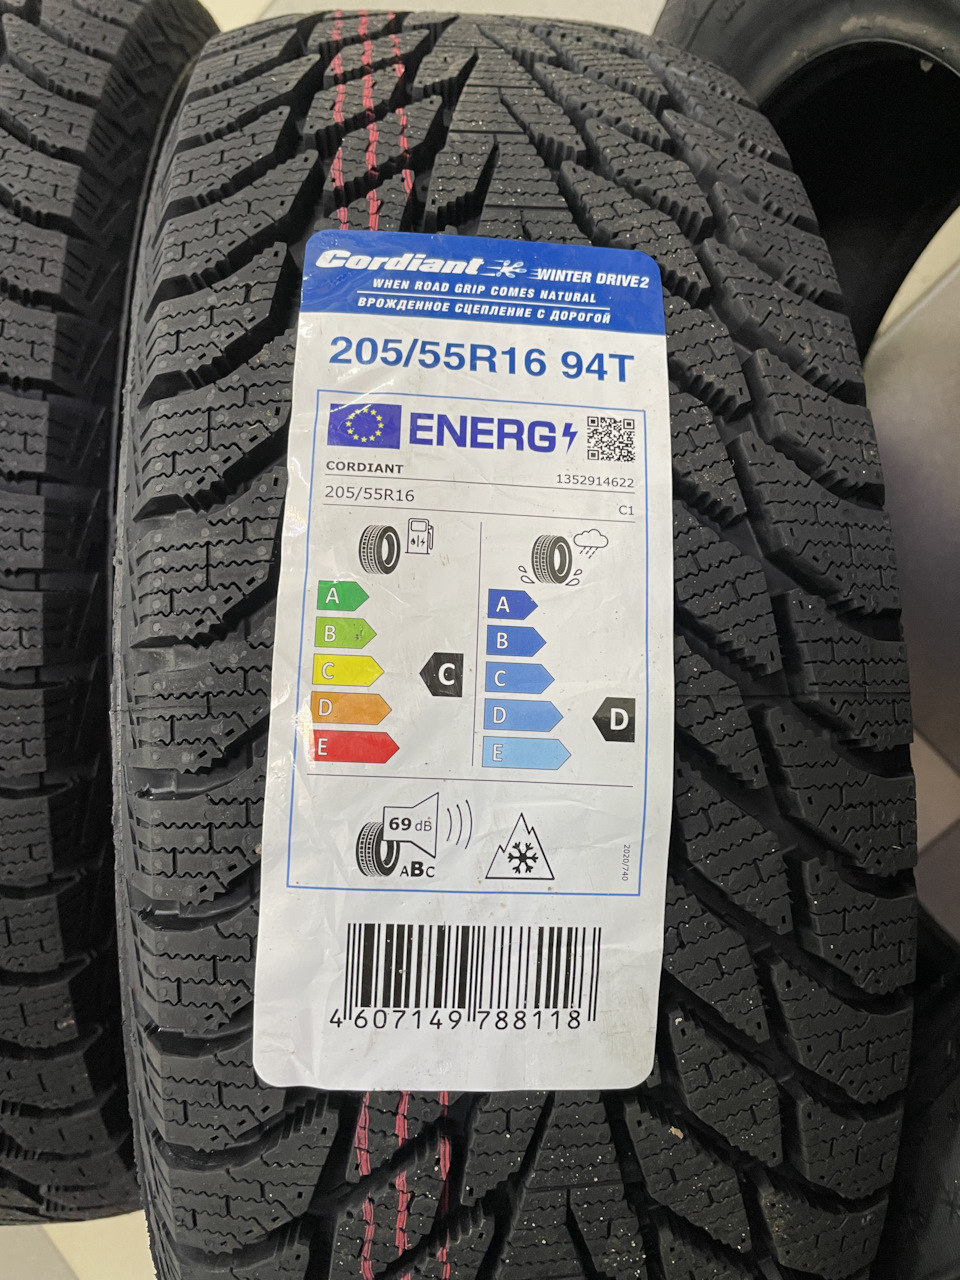 Cordiant WINTER DRIVE2
WHEN ROAD GRIP COMES NATURAL
ВРОЖДЕННОЕ СЦЕПЛЕНИЕ С ДОРОГОЙ
205/55R16 94T
ENERG
CORDIANT
1352914622
205/55R16
C1
A
B
C
D
E
C
A
B
C
D
E
D
69 dB
ABC
2020/740
4 607149 788118